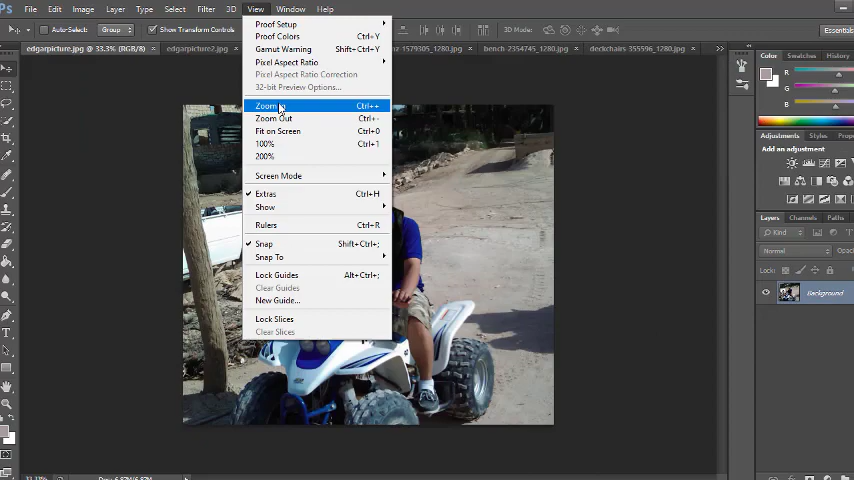 File Edit Image Layer Type Select Filter 3D View Window Help
Auto-Select: Group Show Transform Controls 3D Mode: Essentials
edgarpicture.jpg @ 33.3% (RGB/8) × edgarpicture2.jpg nz-1579305_1280.jpg × bench-2354745_1280.jpg × deckchairs-355596_1280.jpg ×
Proof Setup
Proof Colors Ctrl+Y
Gamut Warning Shift+Ctrl+Y
Pixel Aspect Ratio
Pixel Aspect Ratio Correction
32-bit Preview Options...
Zoom In Ctrl++
Zoom Out Ctrl+-
Fit on Screen Ctrl+0
100% Ctrl+1
200%
Screen Mode
Extras Ctrl+H
Show
Rulers Ctrl+R
Snap Shift+Ctrl+;
Snap To
Lock Guides Alt+Ctrl+;
Clear Guides
New Guide...
Lock Slices
Clear Slices
Color Swatches Styles
R
G
B
Adjustments Styles
Add an adjustment
Layers Channels Paths
Kind
Normal
Lock:
Background